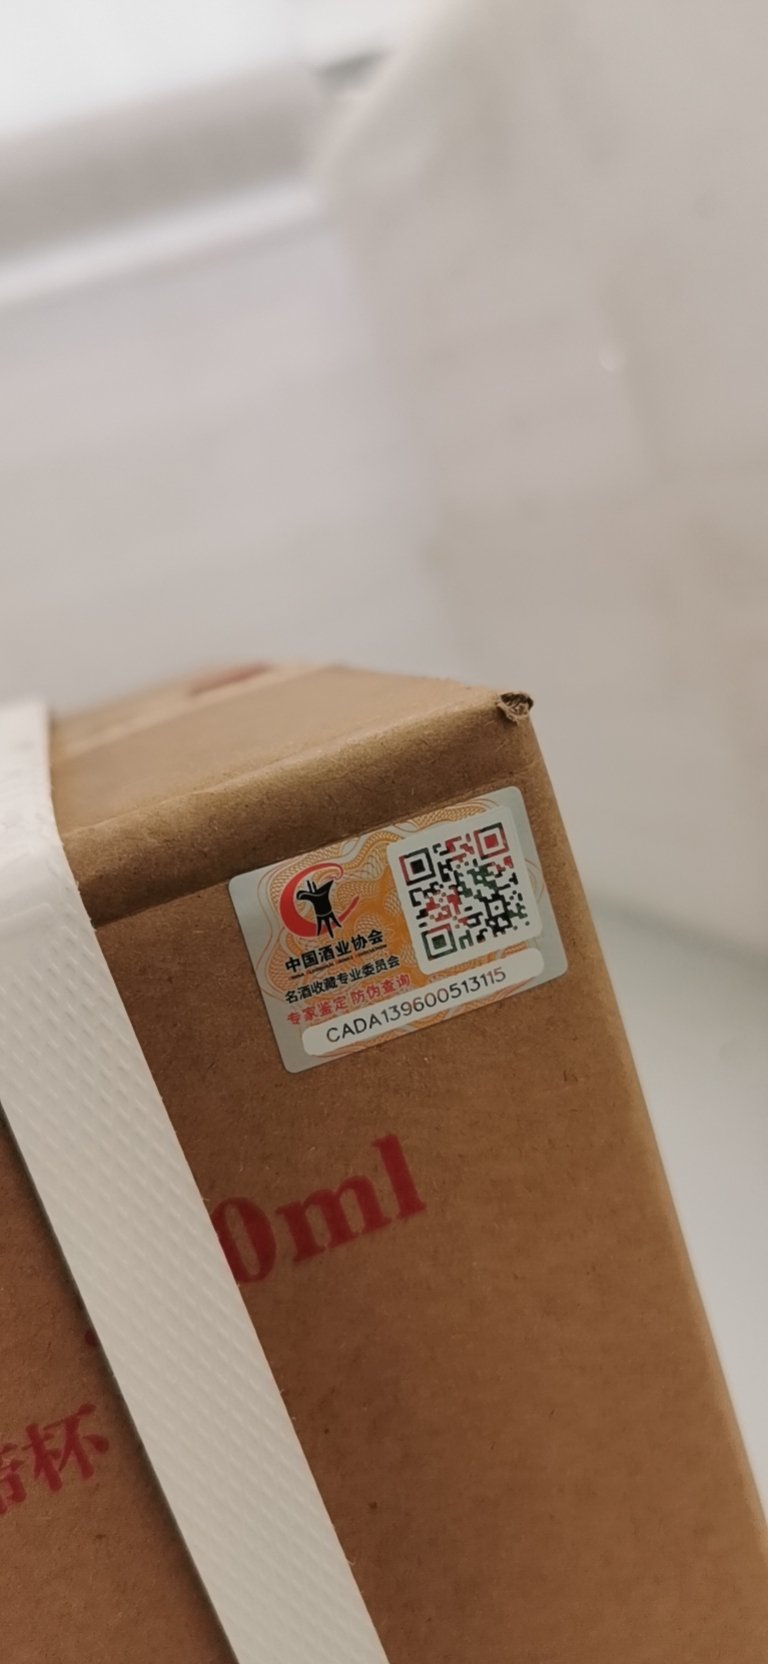 中国酒业协会
名酒收藏专业委员会
专家鉴定 防伪查询
CADA139600513115
0ml
杯